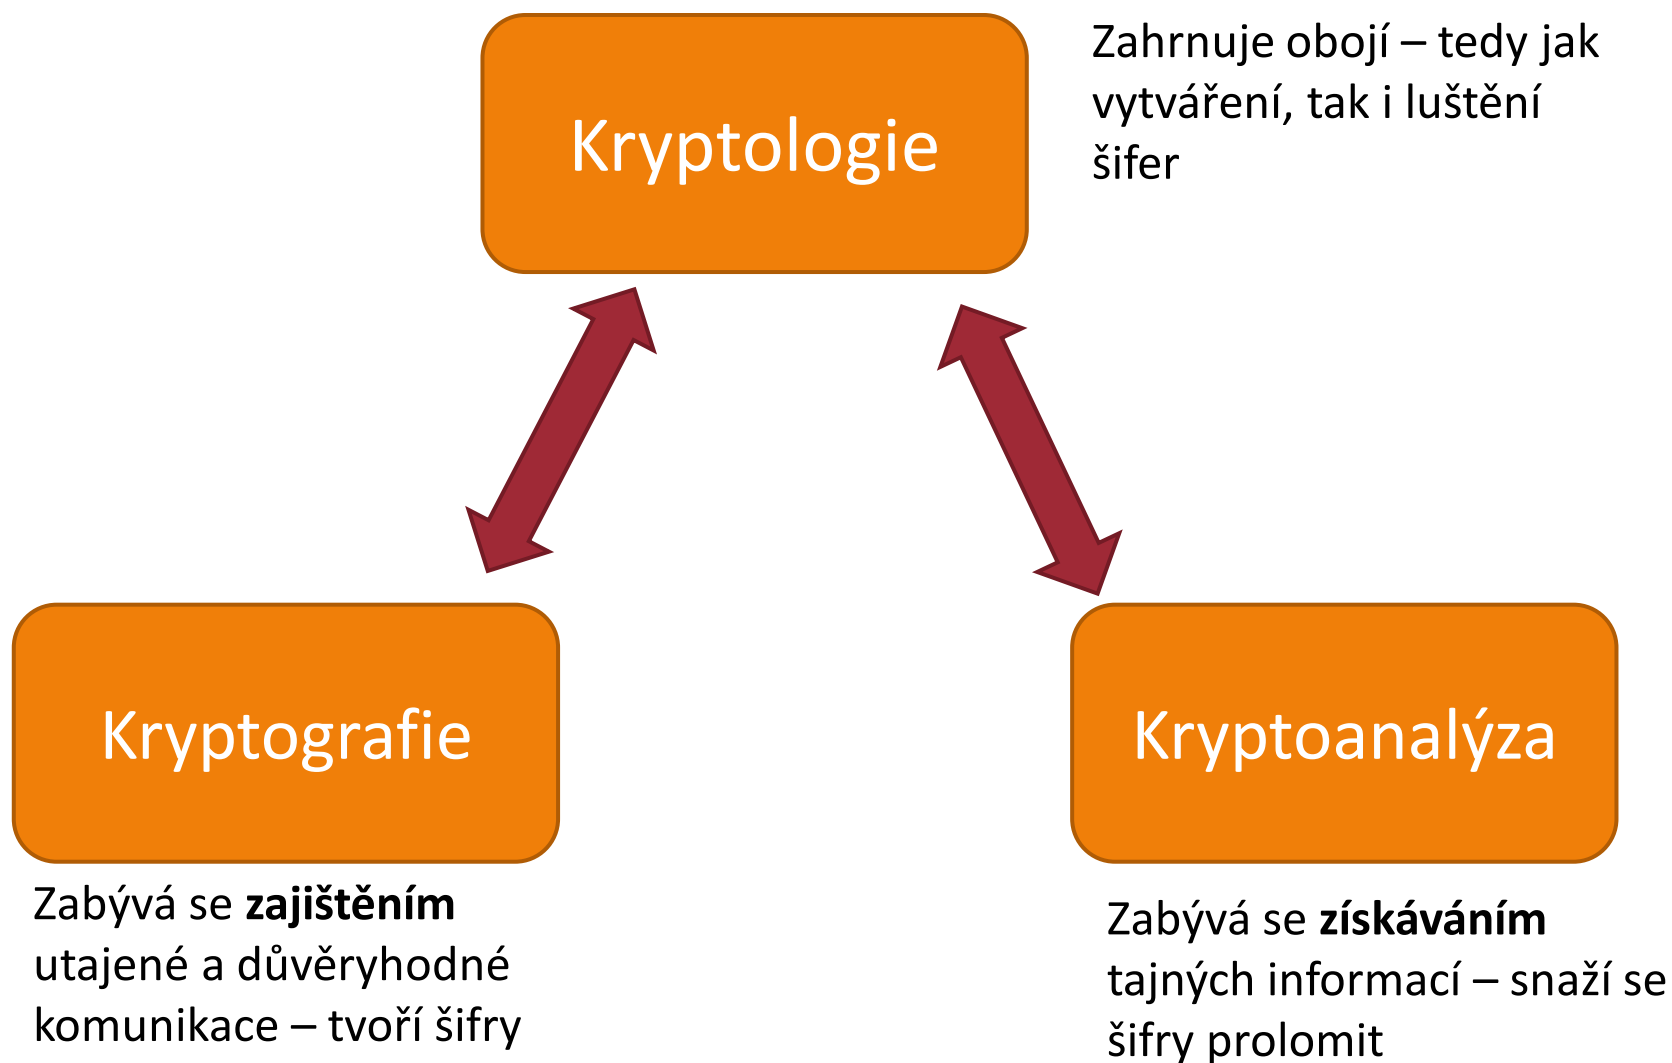 Kryptologie
Zahrnuje obojí – tedy jak
vytváření, tak i luštění
šifer
Kryptografie
Zabývá se zajištěním
utajené a důvěryhodné
komunikace – tvoří šifry
Kryptoanalýza
Zabývá se získáváním
tajných informací – snaží se
šifry prolomit